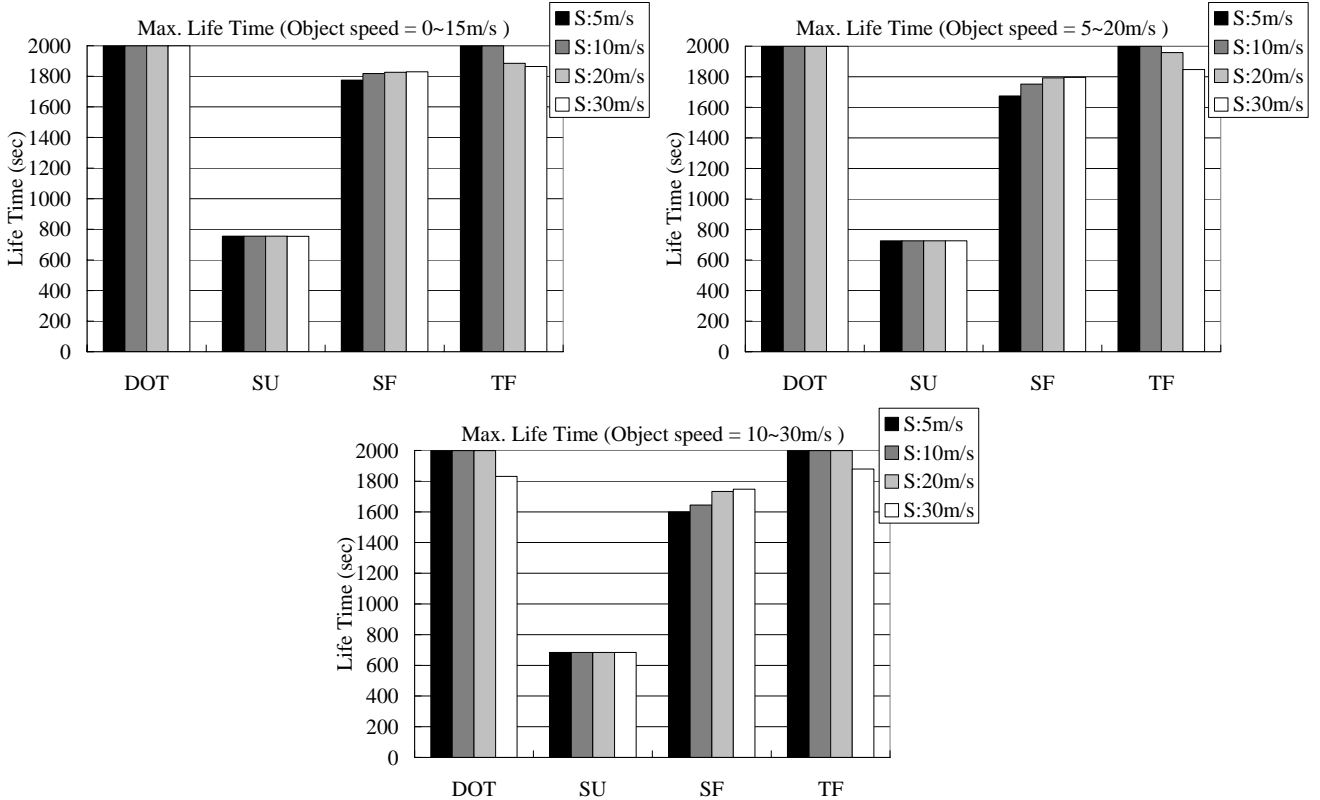 Max. Life Time (Object speed = 0~15m/s )
S:5m/s
S:10m/s
S:20m/s
S:30m/s
Life Time (sec)
2000
1800
1600
1400
1200
1000
800
600
400
200
0
DOT SU SF TF
Max. Life Time (Object speed = 5~20m/s )
S:5m/s
S:10m/s
S:20m/s
S:30m/s
Life Time (sec)
2000
1800
1600
1400
1200
1000
800
600
400
200
0
DOT SU SF TF
Max. Life Time (Object speed = 10~30m/s )
S:5m/s
S:10m/s
S:20m/s
S:30m/s
Life Time (sec)
2000
1800
1600
1400
1200
1000
800
600
400
200
0
DOT SU SF TF